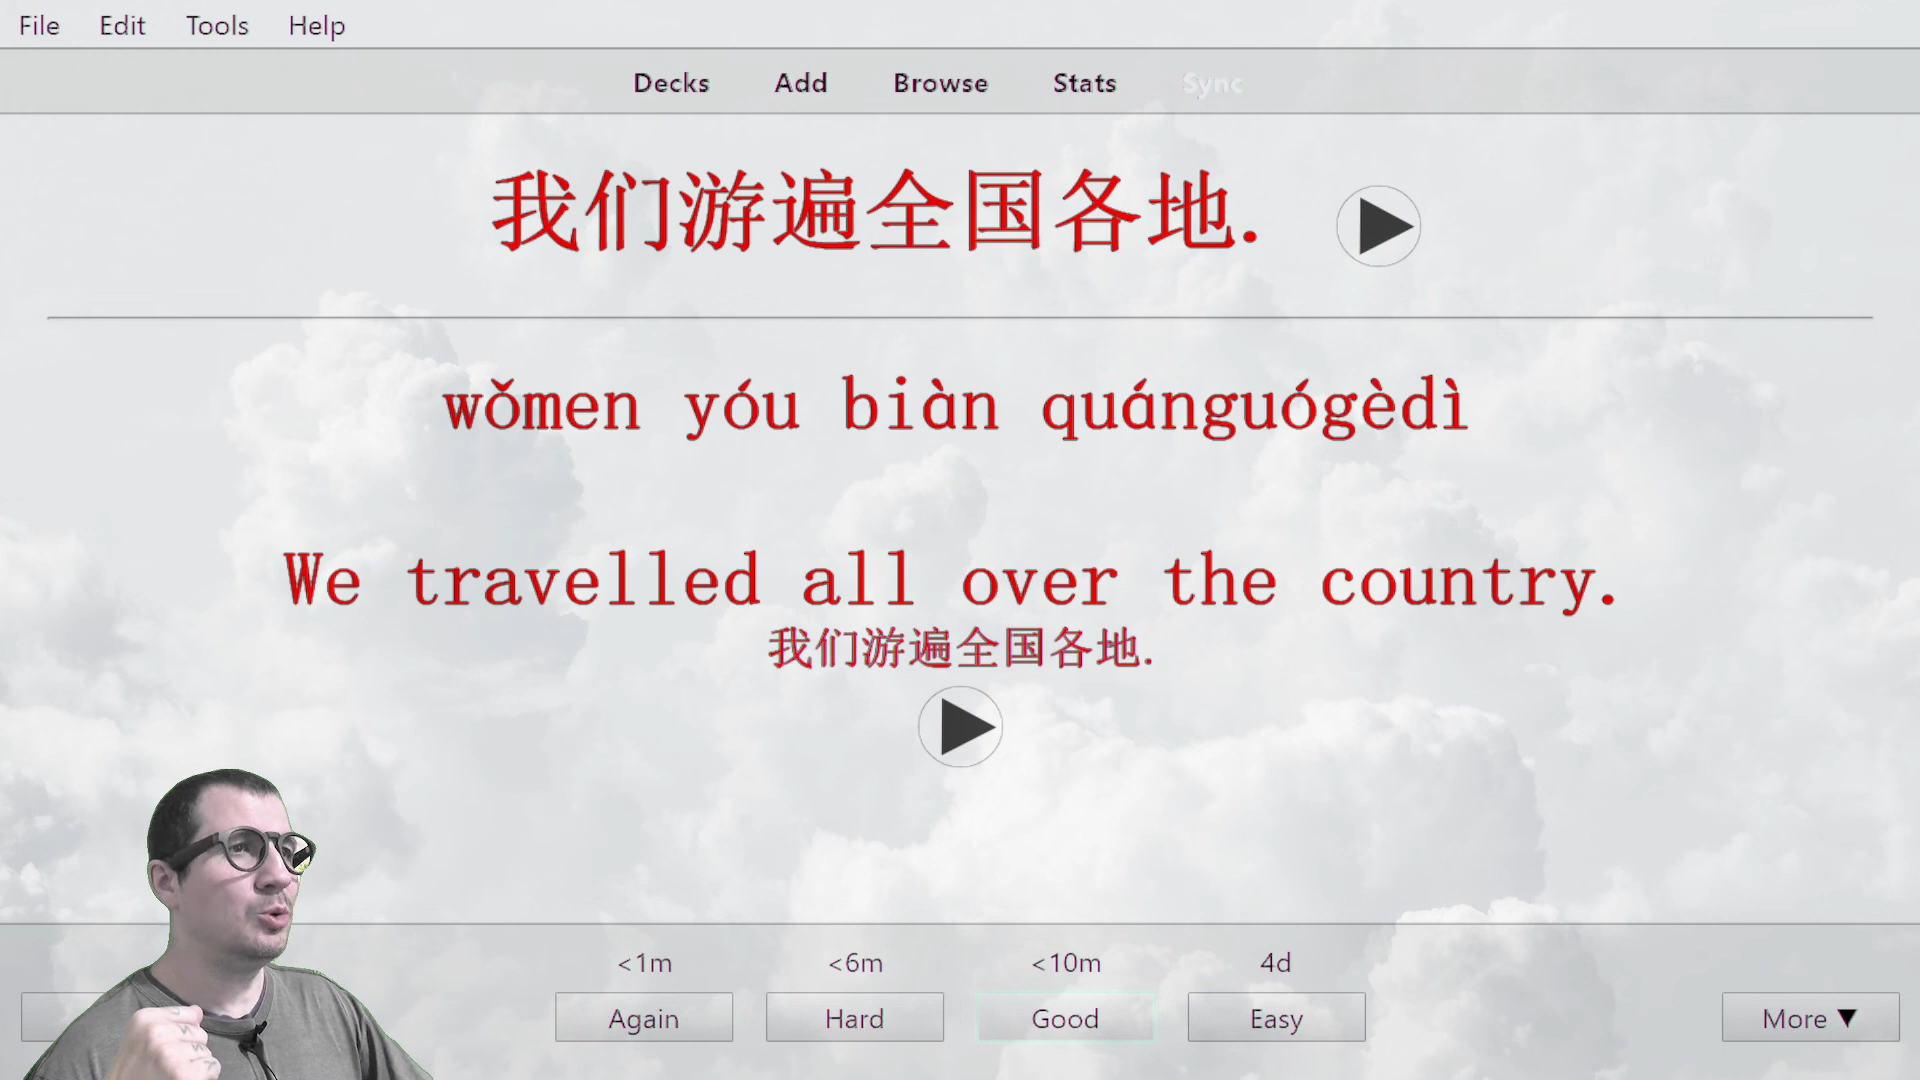 File Edit Tools Help
Decks Add Browse Stats Sync
我们游遍全国各地.
wǒmen yóu biàn quánguógèdì
We travelled all over the country.
我们游遍全国各地.
<1m <6m <10m 4d
Again Hard Good Easy More ▼